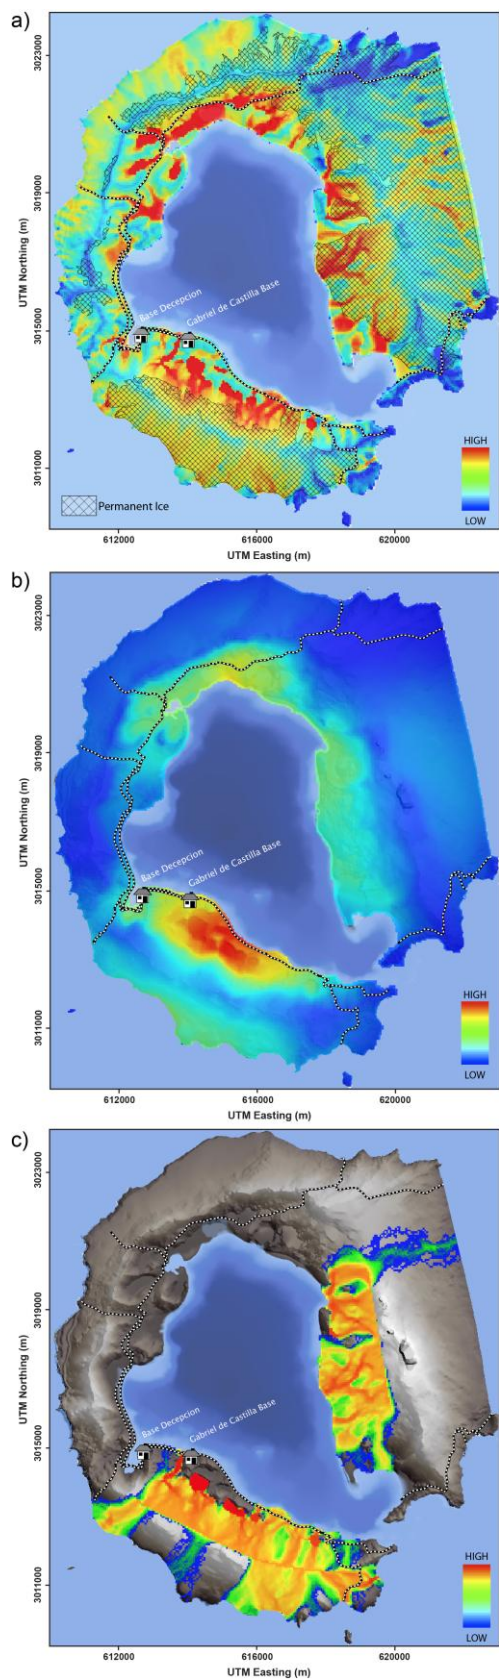 a)
3023000
3019000
UTM Northing (m)
Base Decepcion
Gabriel de Castilla Base
3015000
3011000
HIGH
LOW
Permanent Ice
612000
616000
620000
UTM Easting (m)
b)
3023000
3019000
UTM Northing (m)
Base Decepcion
Gabriel de Castilla Base
3015000
3011000
HIGH
LOW
612000
616000
620000
UTM Easting (m)
c)
3023000
3019000
UTM Northing (m)
Base Decepcion
Gabriel de Castilla Base
3015000
3011000
HIGH
LOW
612000
616000
620000
UTM Easting (m)